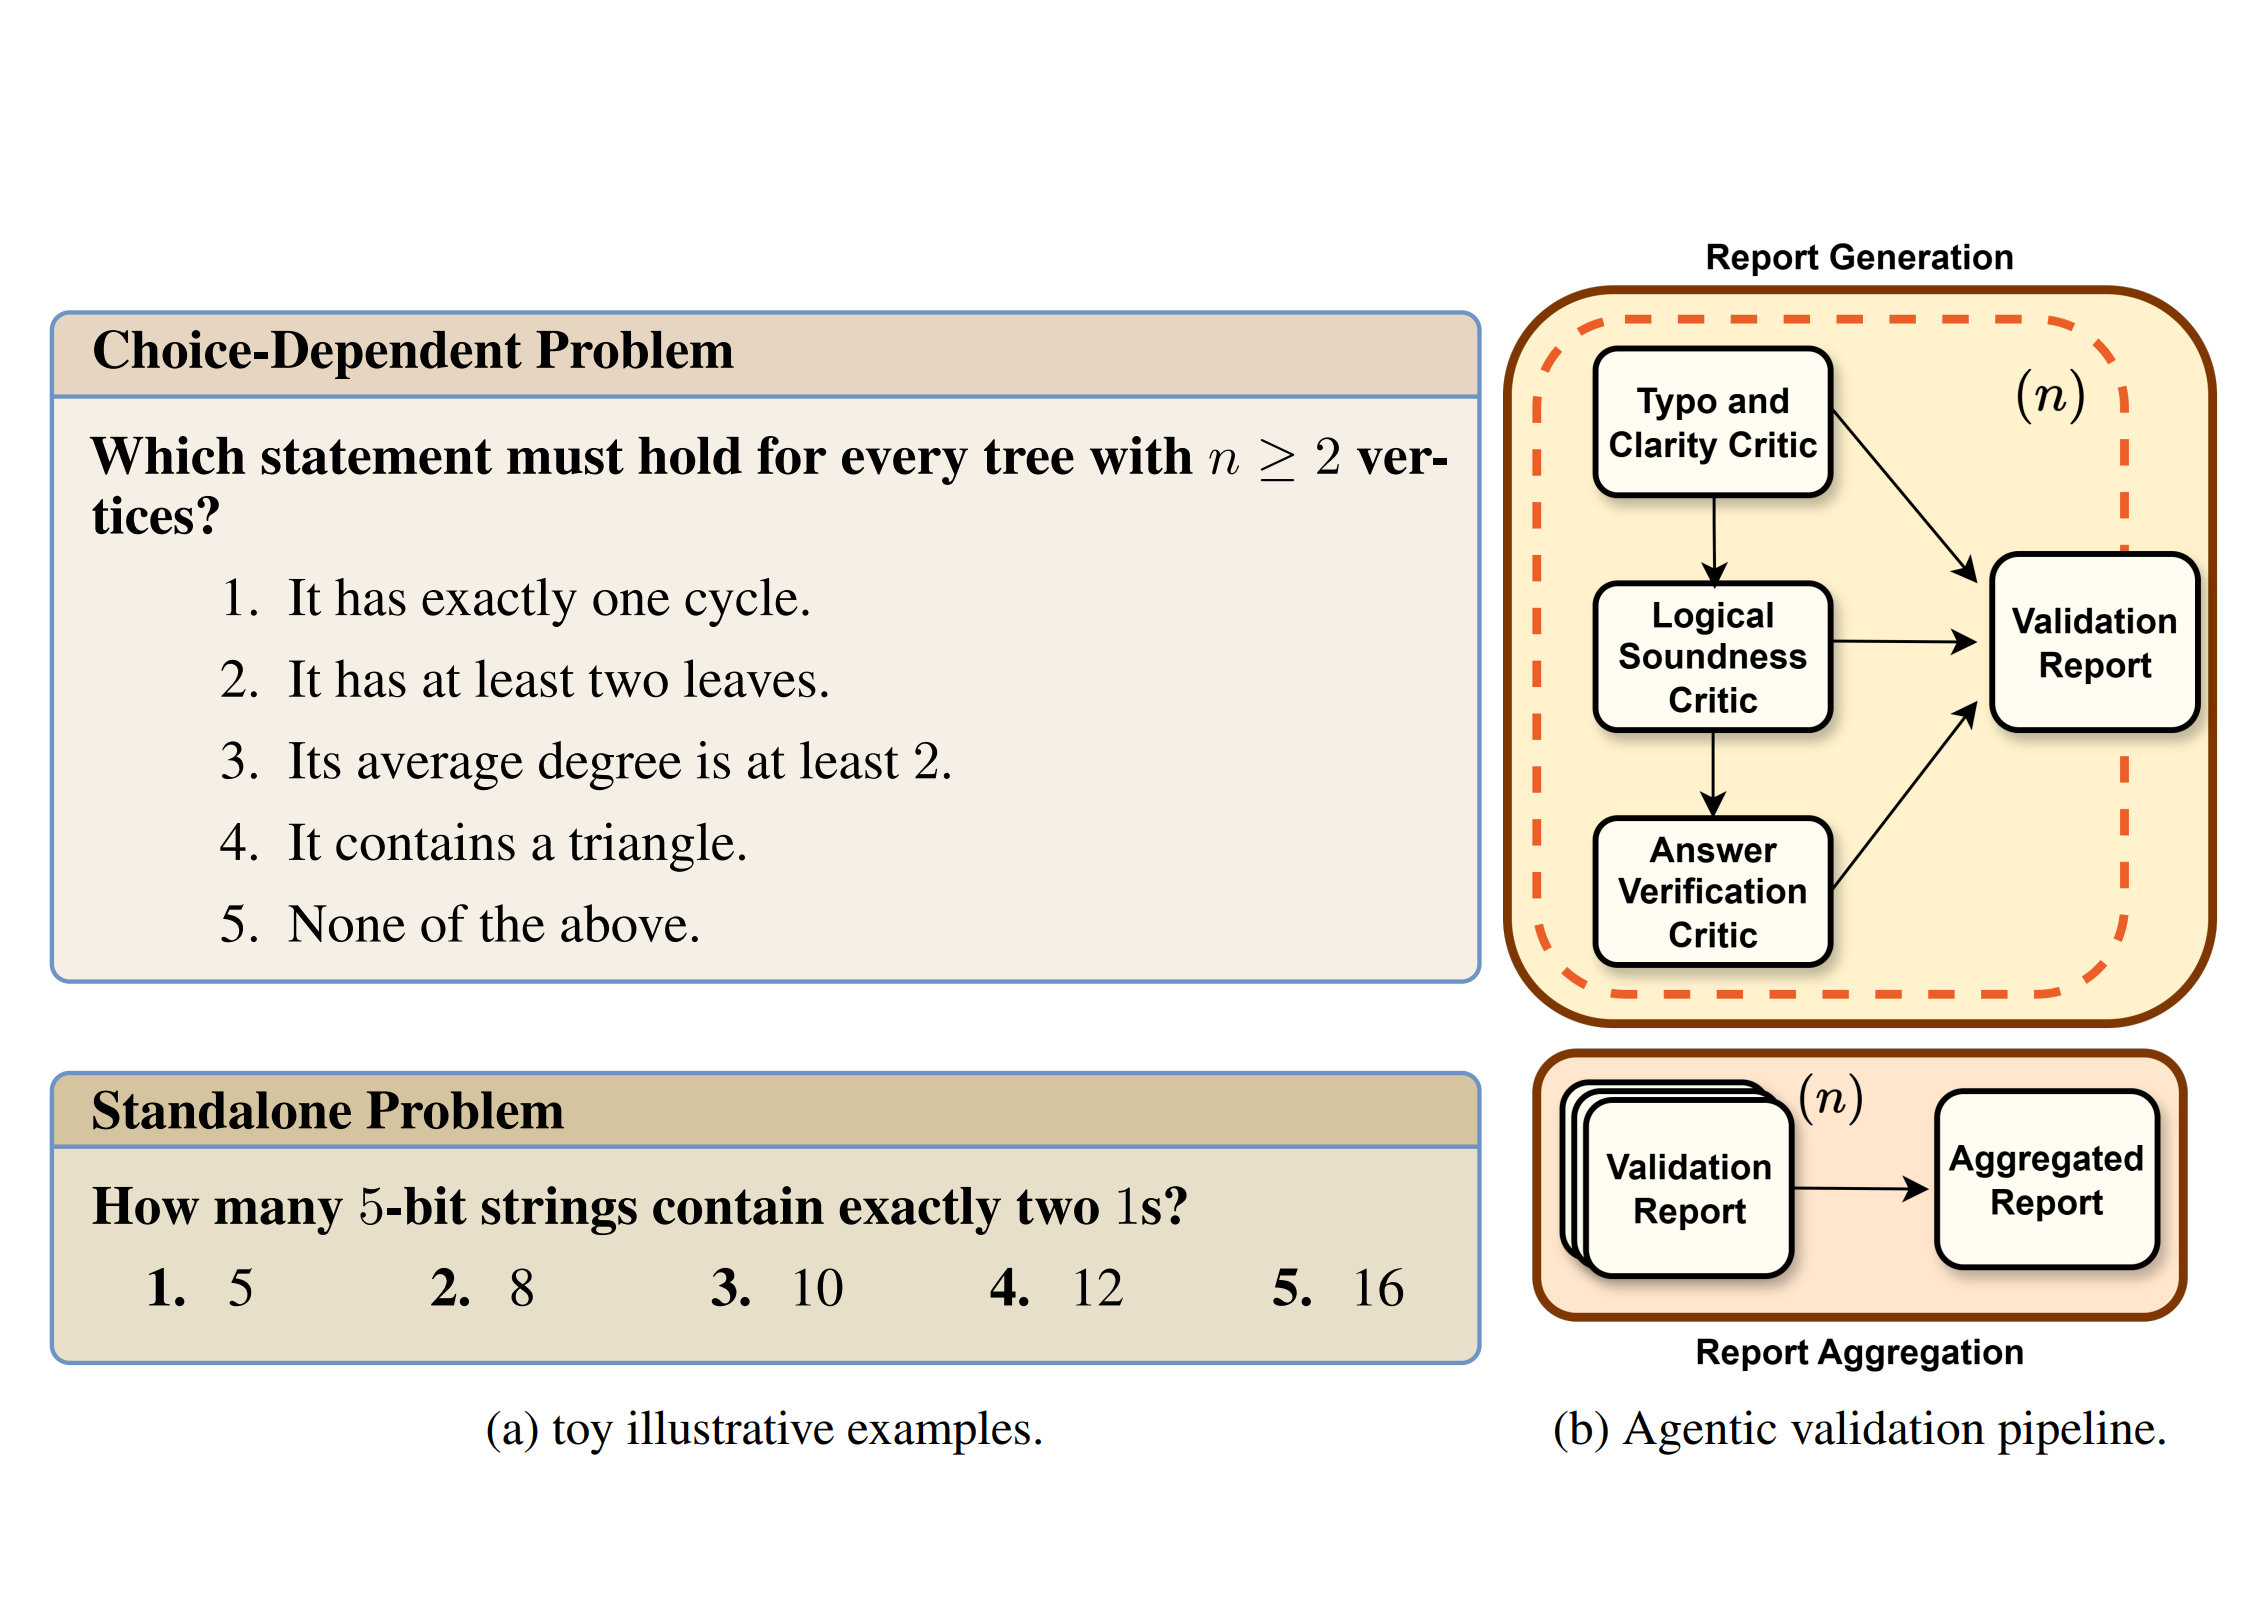 Choice-Dependent Problem
Which statement must hold for every tree with n ≥ 2 ver-
tices?
1. It has exactly one cycle.
2. It has at least two leaves.
3. Its average degree is at least 2.
4. It contains a triangle.
5. None of the above.
Standalone Problem
How many 5-bit strings contain exactly two 1s?
1. 5 2. 8 3. 10 4. 12 5. 16
(a) toy illustrative examples.
Report Generation
(n)
Typo and
Clarity Critic
Logical
Soundness
Critic
Answer
Verification
Critic
Validation
Report
(n)
Validation
Report
Aggregated
Report
Report Aggregation
(b) Agentic validation pipeline.